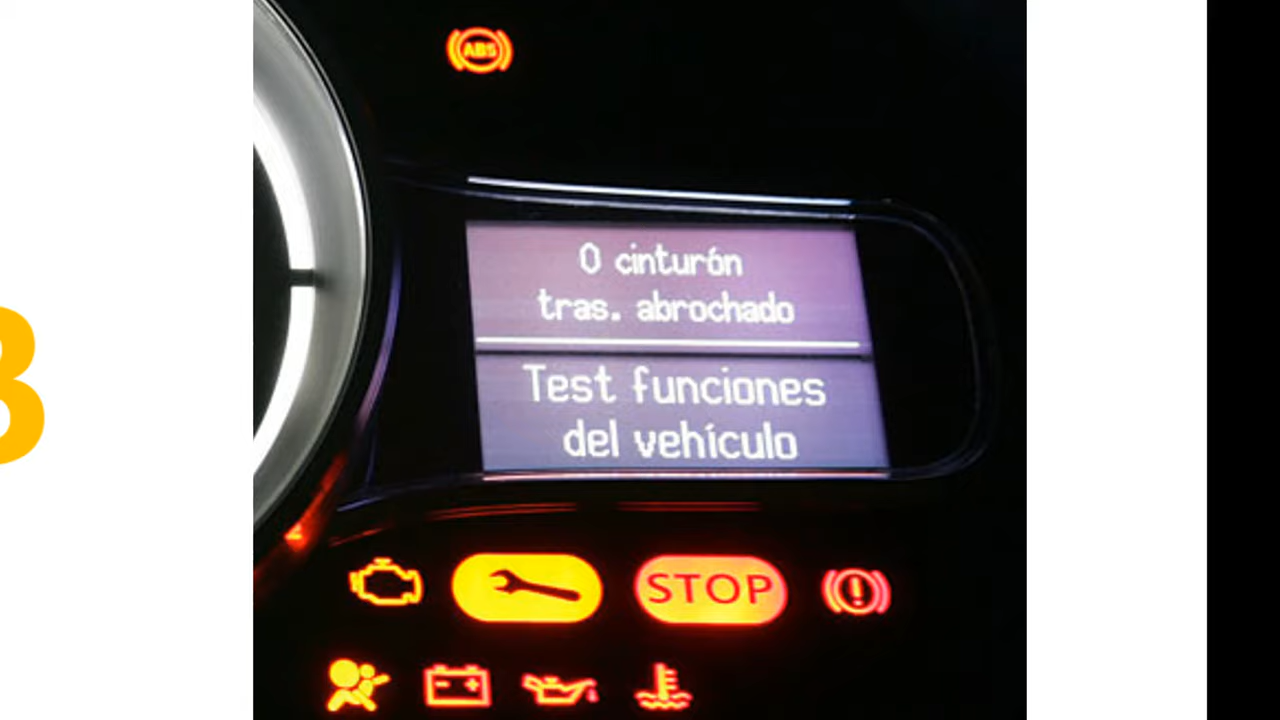 ABS
0 cinturón
tras. abrochado
Test funciones
del vehículo
STOP